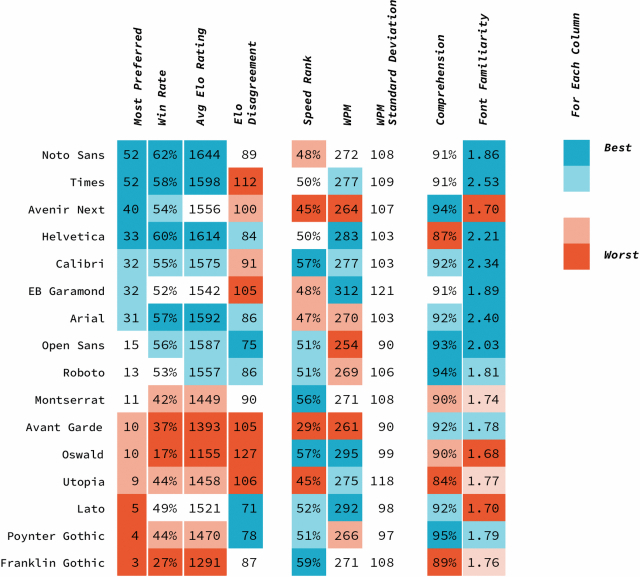 Most Preferred
Win Rate
Avg Elo Rating
Elo
Disagreement
Speed Rank
WPM
WPM
Standard Deviation
Comprehension
Font Familiarity
For Each Column
Noto Sans 52 62% 1644 89 48% 272 108 91% 1.86
Best
Times 52 58% 1598 112 50% 277 109 91% 2.53
Avenir Next 40 54% 1556 100 45% 264 107 94% 1.70
Helvetica 33 60% 1614 84 50% 283 103 87% 2.21
Calibri 32 55% 1575 91 57% 277 103 92% 2.34
Worst
EB Garamond 32 52% 1542 105 48% 312 121 91% 1.89
Arial 31 57% 1592 86 47% 270 103 92% 2.40
Open Sans 15 56% 1587 75 51% 254 90 93% 2.03
Roboto 13 53% 1557 86 51% 269 106 94% 1.81
Montserrat 11 42% 1449 90 56% 271 108 90% 1.74
Avant Garde 10 37% 1393 105 29% 261 90 92% 1.78
Oswald 10 17% 1155 127 57% 295 99 90% 1.68
Utopia 9 44% 1458 106 45% 275 118 84% 1.77
Lato 5 49% 1521 71 52% 292 98 92% 1.70
Poynter Gothic 4 44% 1470 78 51% 266 97 95% 1.79
Franklin Gothic 3 27% 1291 87 59% 271 108 89% 1.76